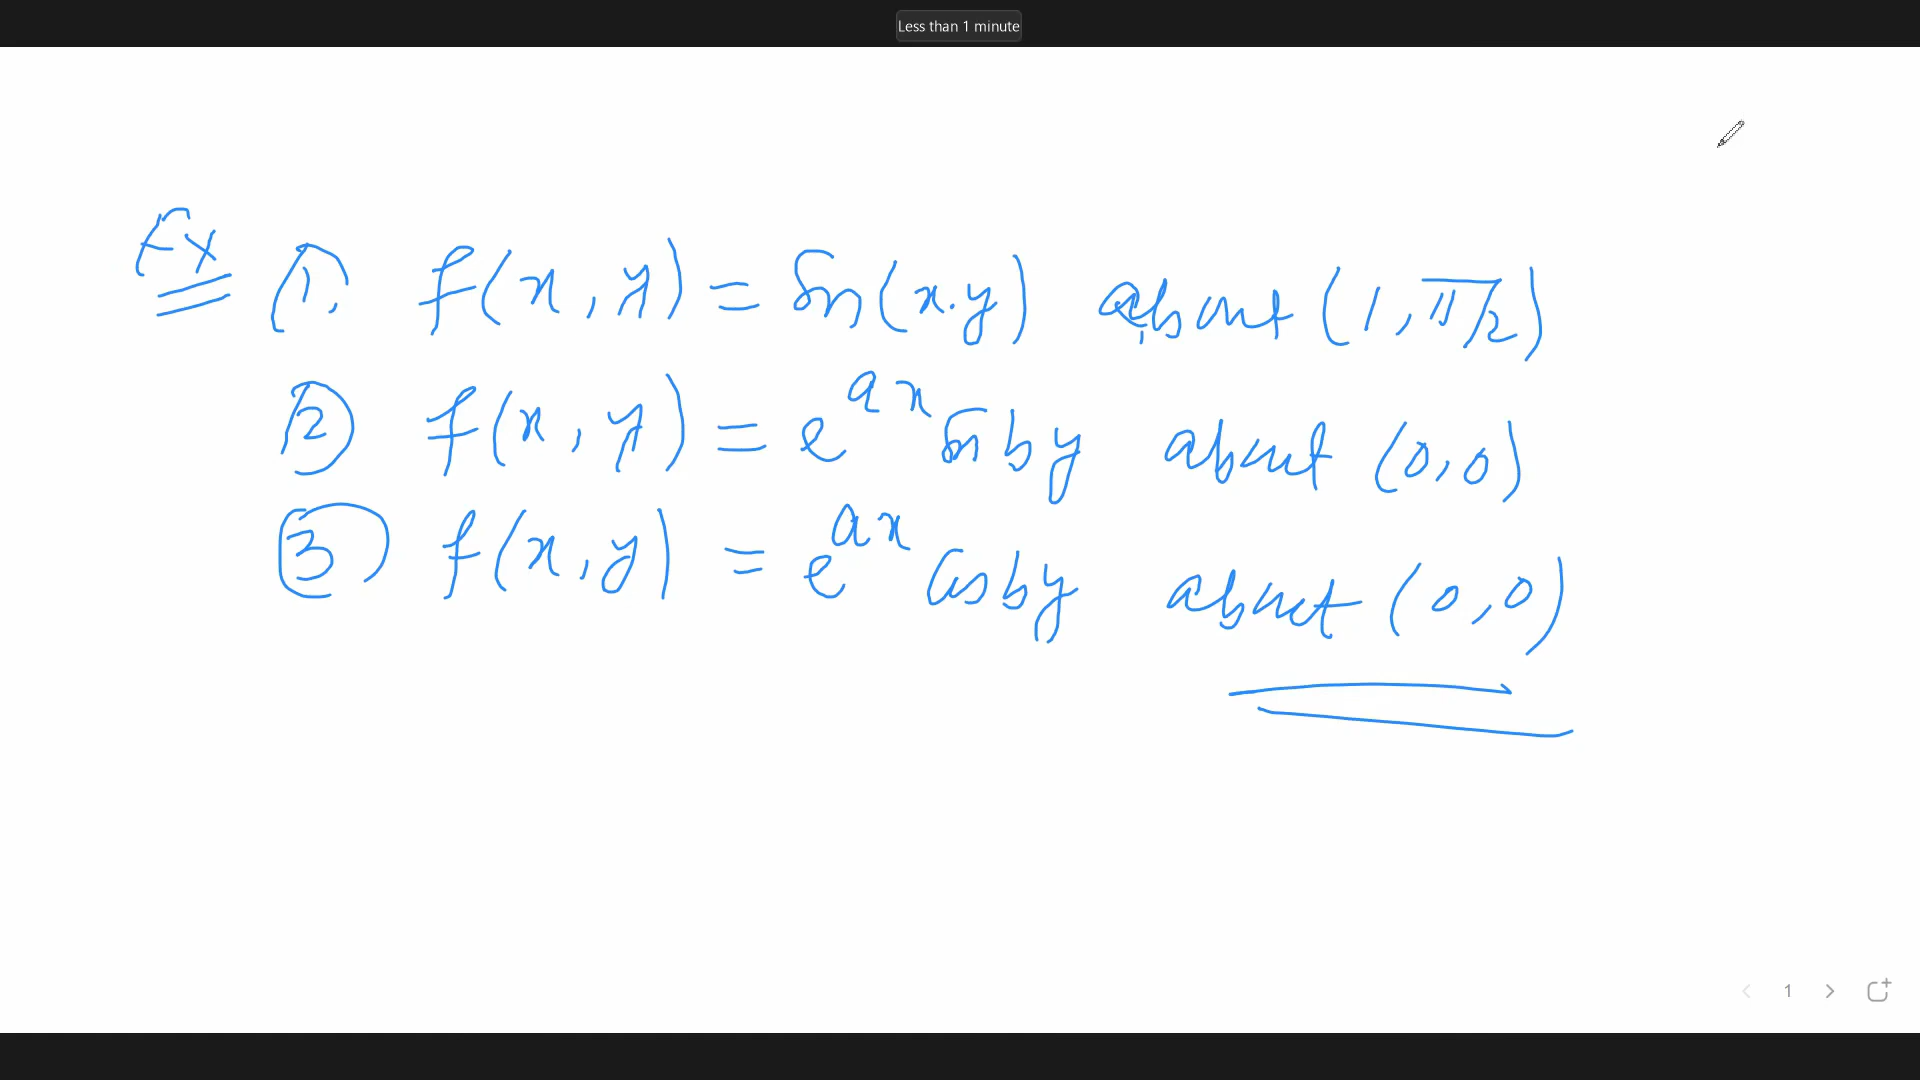 Less than 1 minute
Ex ①. f(x,y) = Sin(x.y) about (1, π/2)
② f(x,y) = e^{ax} Sin by about (0,0)
③ f(x,y) = e^{ax} Cos by about (0,0)
1